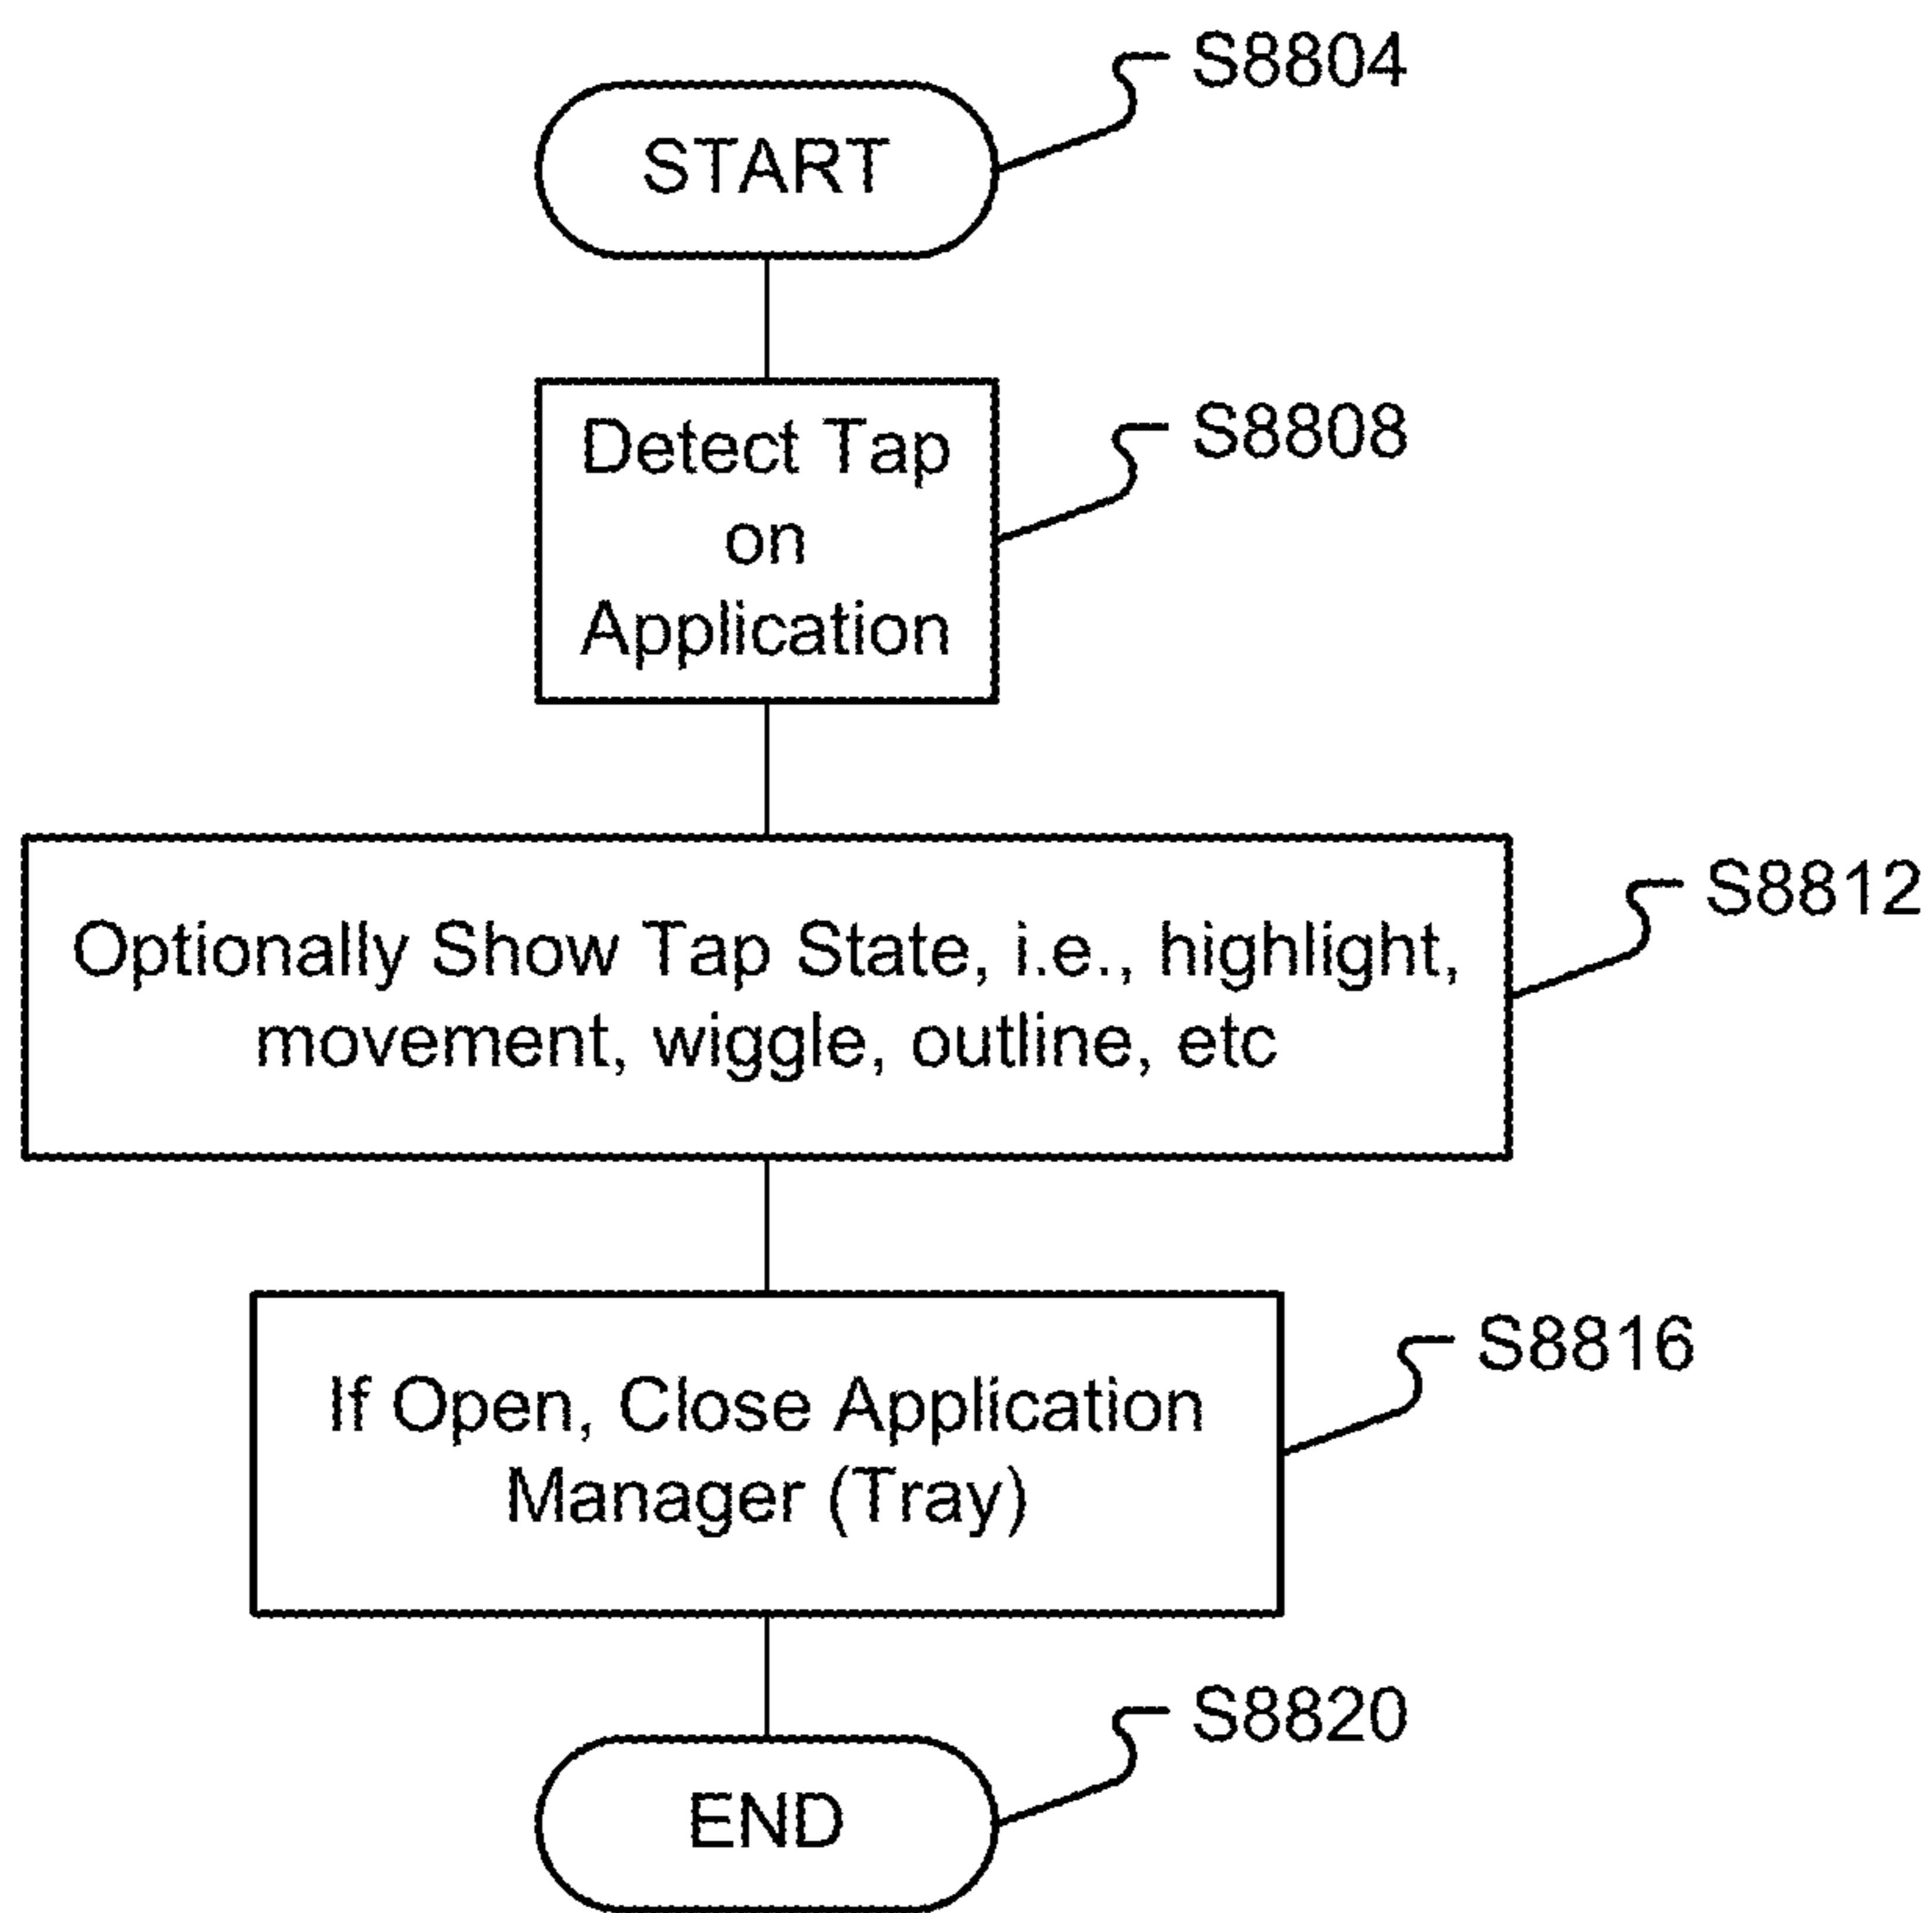 S8804
START
S8808
Detect Tap
on
Application
S8812
Optionally Show Tap State, i.e., highlight,
movement, wiggle, outline, etc
S8816
If Open, Close Application
Manager (Tray)
S8820
END